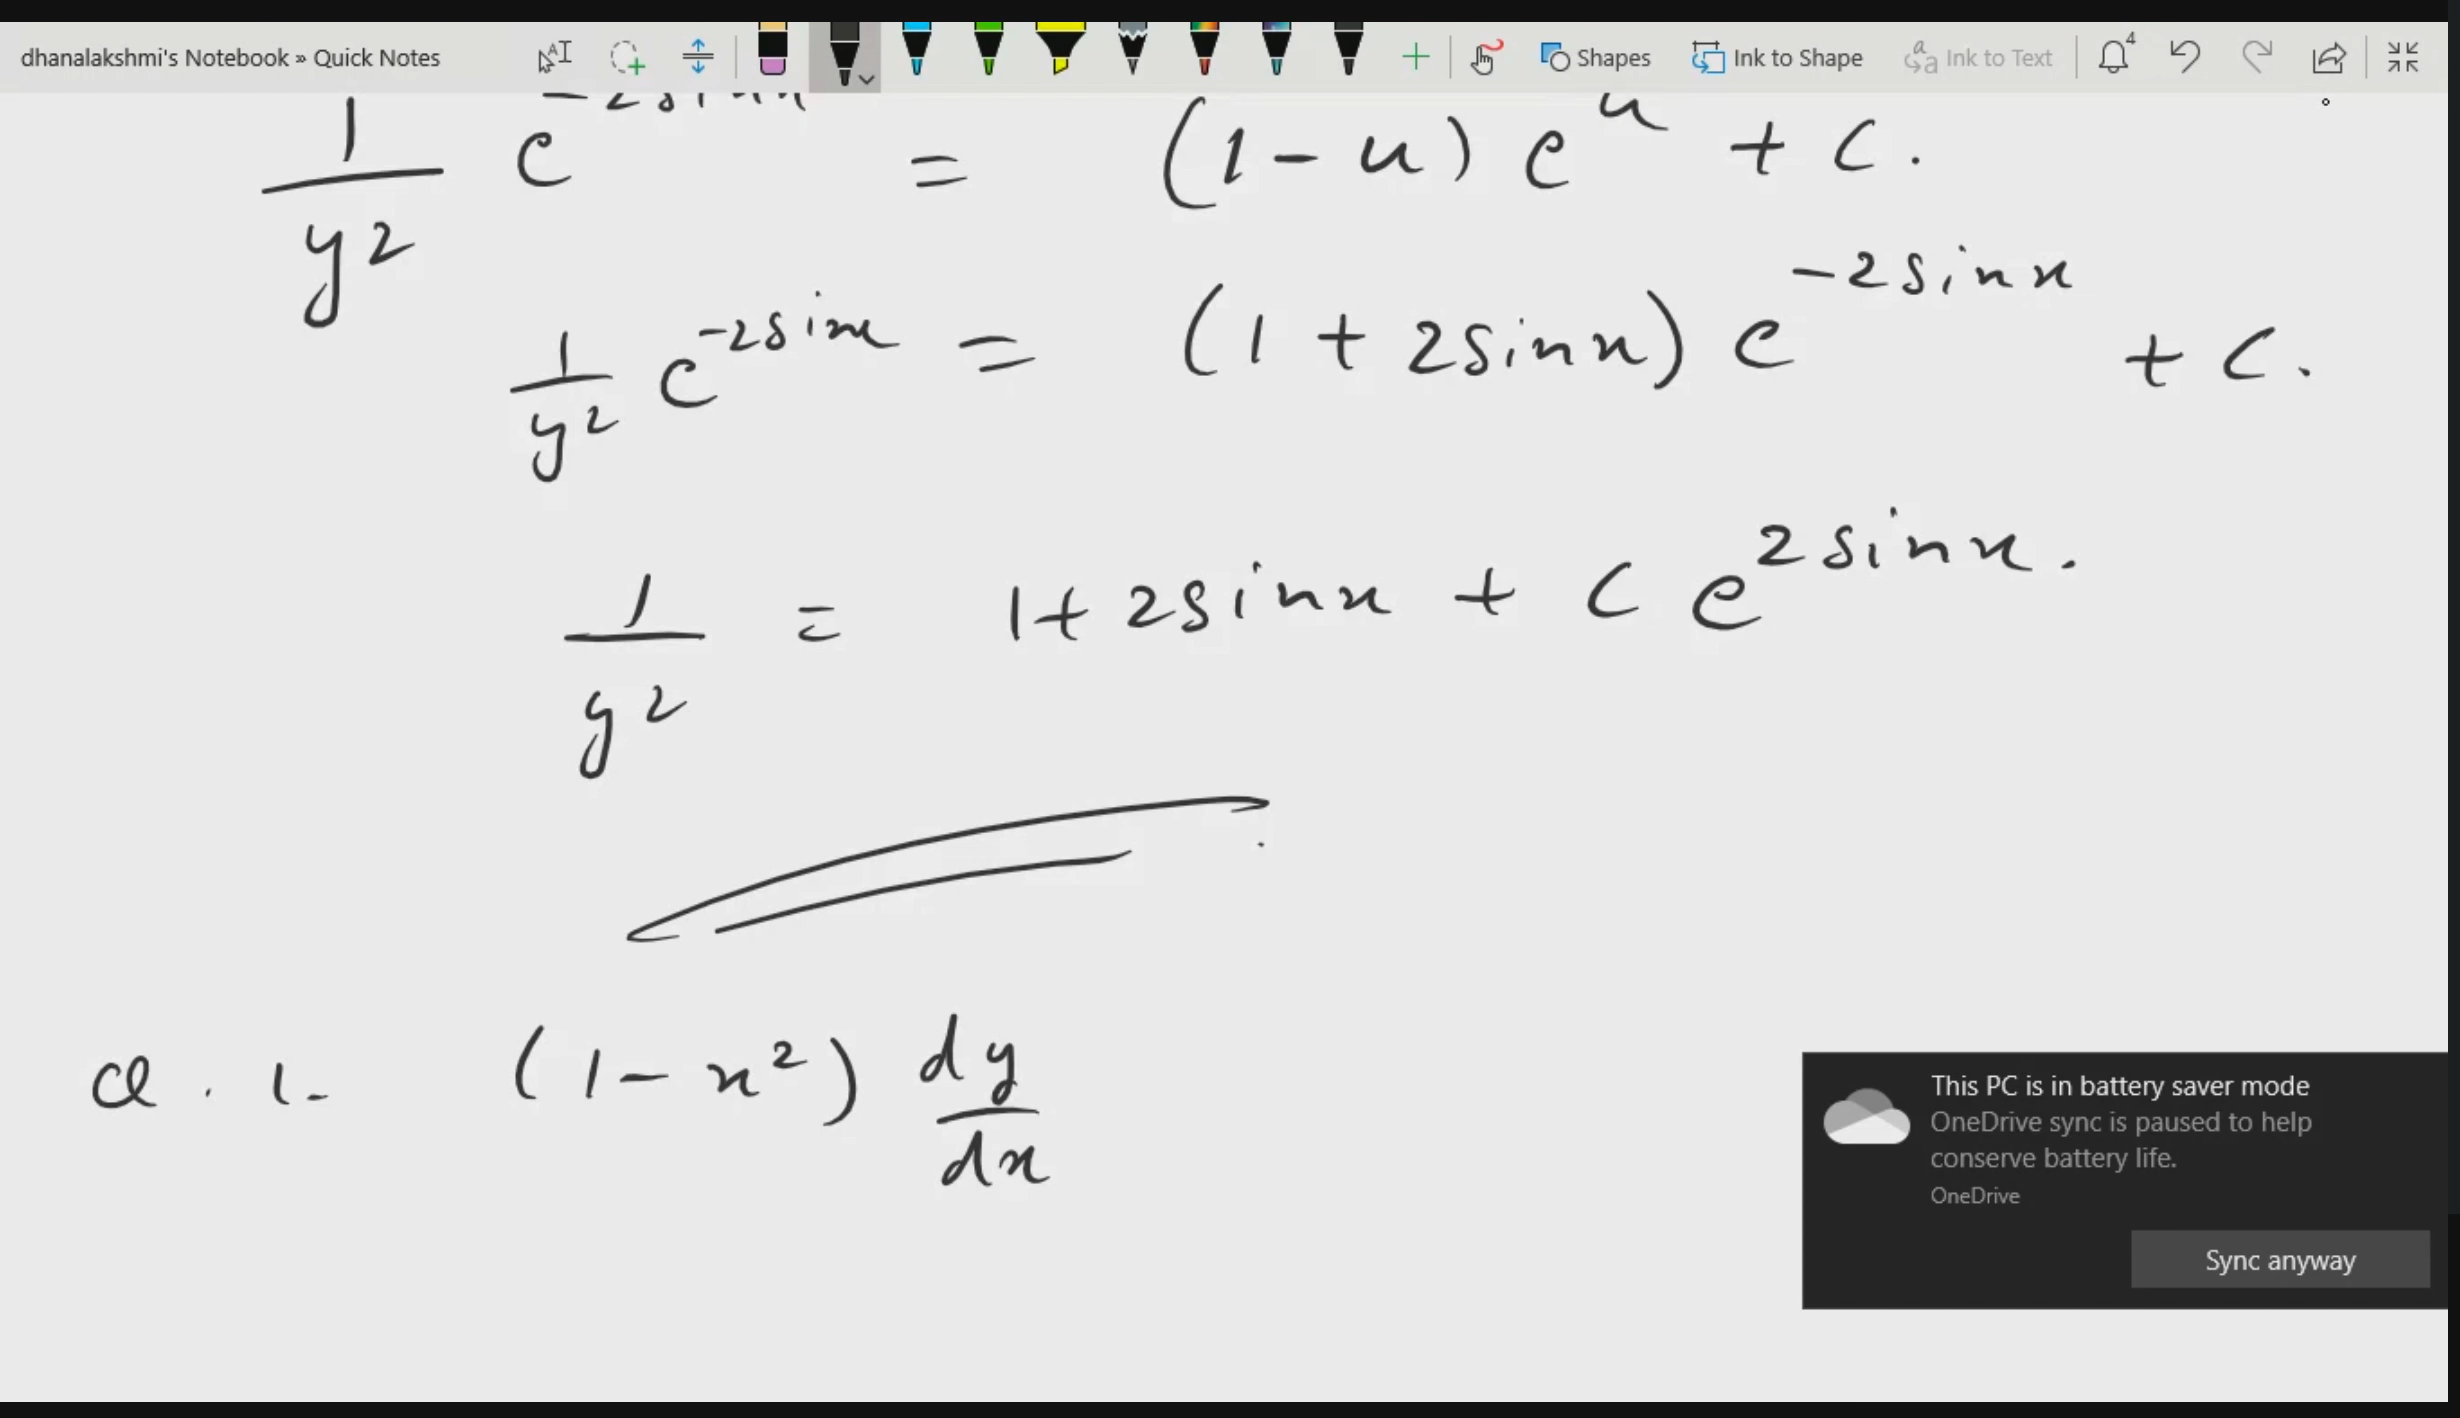 dhanalakshmi's Notebook » Quick Notes
Shapes
Ink to Shape
Ink to Text
4
1/y² e^(-2sinx) = (1-u) e^u + C.
1/y² e^(-2sinx) = (1 + 2sinx) e^(-2sinx) + C.
1/y² = 1 + 2sinx + C e^(2sinx).
Q. 1. (1-x²) dy/dx
This PC is in battery saver mode
OneDrive sync is paused to help
conserve battery life.
OneDrive
Sync anyway